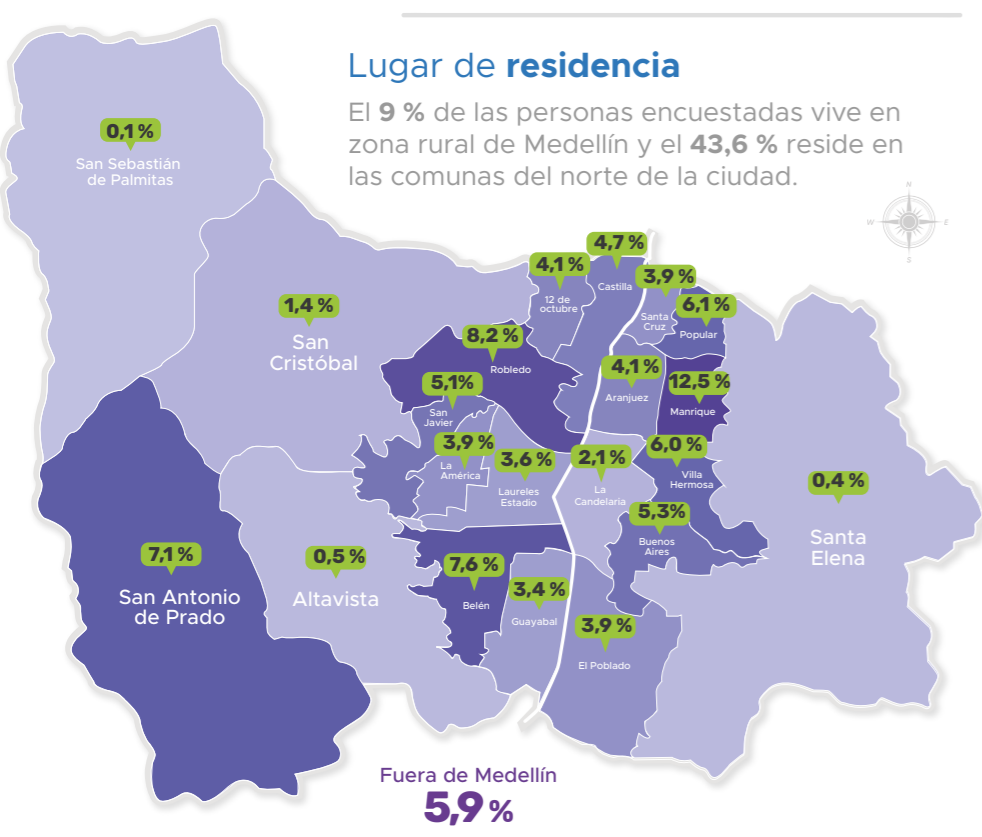 Lugar de residencia
El 9 % de las personas encuestadas vive en
zona rural de Medellín y el 43,6 % reside en
las comunas del norte de la ciudad.
N
W
E
S
0,1 %
San Sebastián
de Palmitas
1,4 %
San
Cristóbal
4,1 %
12 de
octubre
4,7 %
Castilla
3,9 %
Santa
Cruz
6,1 %
Popular
8,2 %
Robledo
4,1 %
Aranjuez
12,5 %
Manrique
5,1%
San
Javier
3,9 %
La
América
3,6 %
Laureles
Estadio
2,1 %
La
Candelaria
6,0 %
Villa
Hermosa
5,3%
Buenos
Aires
0,4 %
Santa
Elena
7,1 %
San Antonio
de Prado
0,5 %
Altavista
7,6 %
Belén
3,4 %
Guayabal
3,9 %
El Poblado
Fuera de Medellín
5,9 %